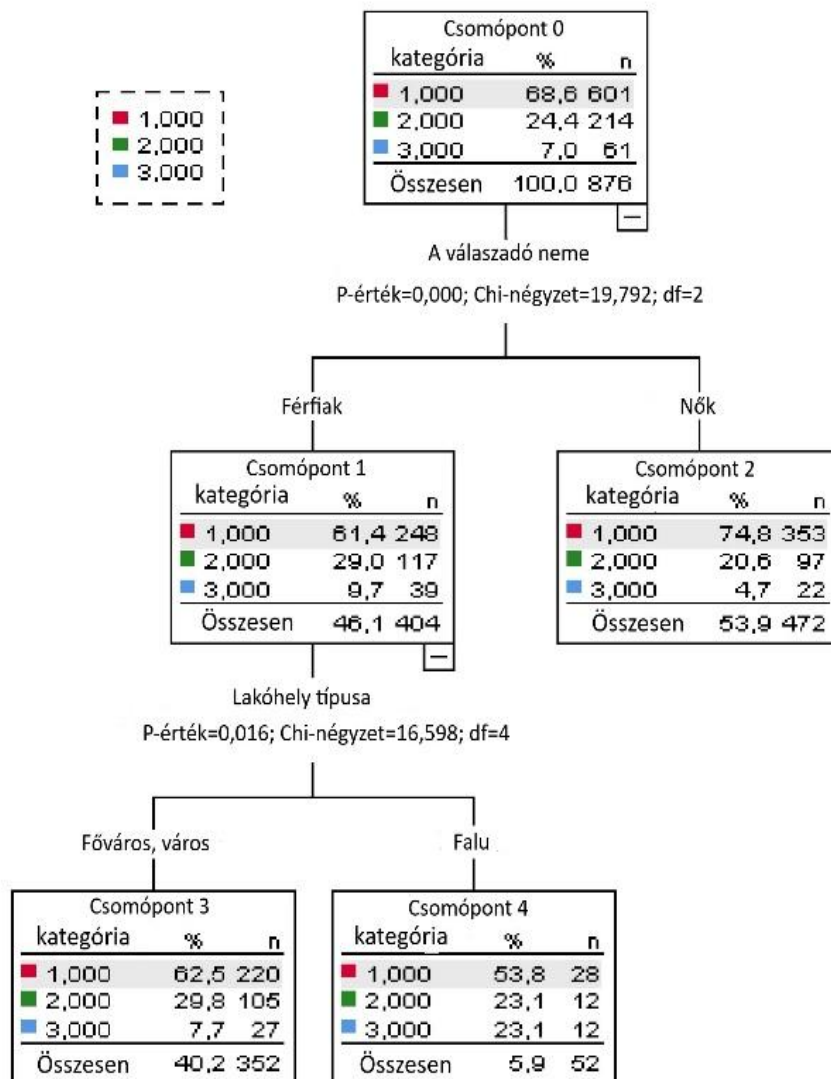 Csomópont 0
kategória % n
1,000 68,6 601
2,000 24,4 214
3,000 7,0 61
Összesen 100,0 876
1,000
2,000
3,000
A válaszadó neme
P-érték=0,000; Chi-négyzet=19,792; df=2
Férfiak
Nők
Csomópont 1
kategória % n
1,000 61,4 248
2,000 29,0 117
3,000 9,7 39
Összesen 46,1 404
Csomópont 2
kategória % n
1,000 74,8 353
2,000 20,6 97
3,000 4,7 22
Összesen 53,9 472
Lakóhely típusa
P-érték=0,016; Chi-négyzet=16,598; df=4
Főváros, város
Falu
Csomópont 3
kategória % n
1,000 62,5 220
2,000 29,8 105
3,000 7,7 27
Összesen 40,2 352
Csomópont 4
kategória % n
1,000 53,8 28
2,000 23,1 12
3,000 23,1 12
Összesen 5,9 52